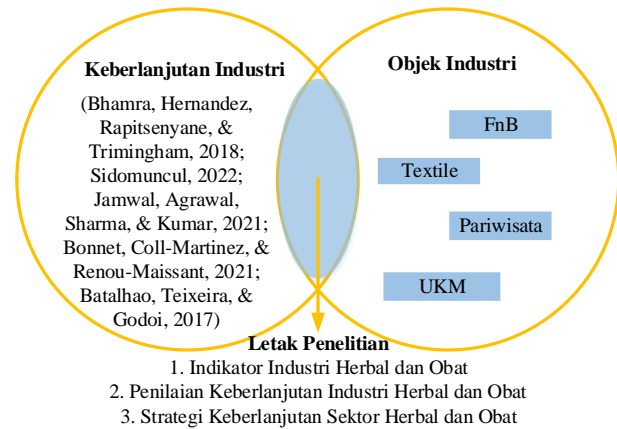 Keberlanjutan Industri
(Bhamra, Hernandez,
Rapitsenyane, &
Trimingham, 2018;
Sidomuncul, 2022;
Jamwal, Agrawal,
Sharma, & Kumar, 2021;
Bonnet, Coll-Martinez, &
Renou-Maissant, 2021;
Batalhao, Teixeira, &
Godoi, 2017)
Objek Industri
FnB
Textile
Pariwisata
UKM
Letak Penelitian
1. Indikator Industri Herbal dan Obat
2. Penilaian Keberlanjutan Industri Herbal dan Obat
3. Strategi Keberlanjutan Sektor Herbal dan Obat